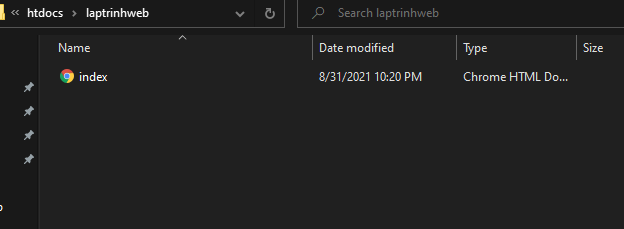 htdocs laptrinhweb Search laptrinhweb
Name Date modified Type Size
index 8/31/2021 10:20 PM Chrome HTML Do...